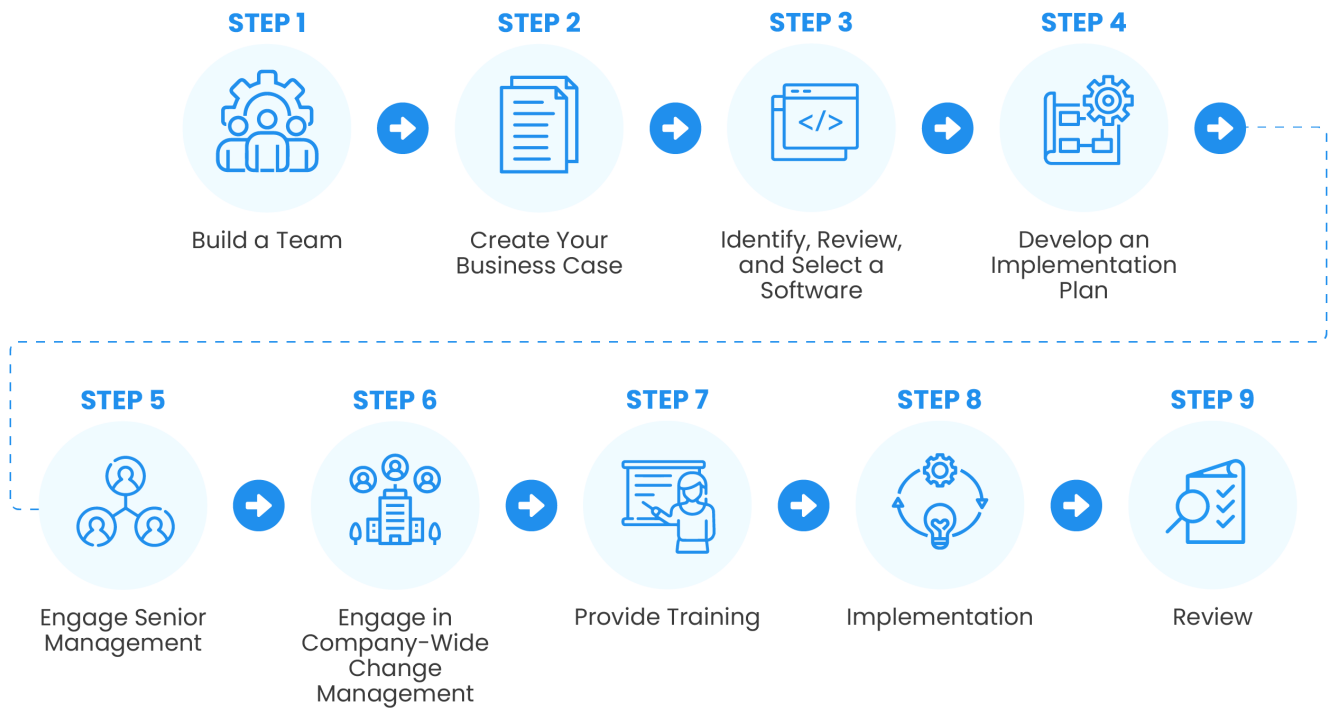 STEP 1
Build a Team
STEP 2
Create Your
Business Case
STEP 3
</>
Identify, Review,
and Select a
Software
STEP 4
Develop an
Implementation
Plan
STEP 5
Engage Senior
Management
STEP 6
Engage in
Company-Wide
Change
Management
STEP 7
Provide Training
STEP 8
Implementation
STEP 9
Review